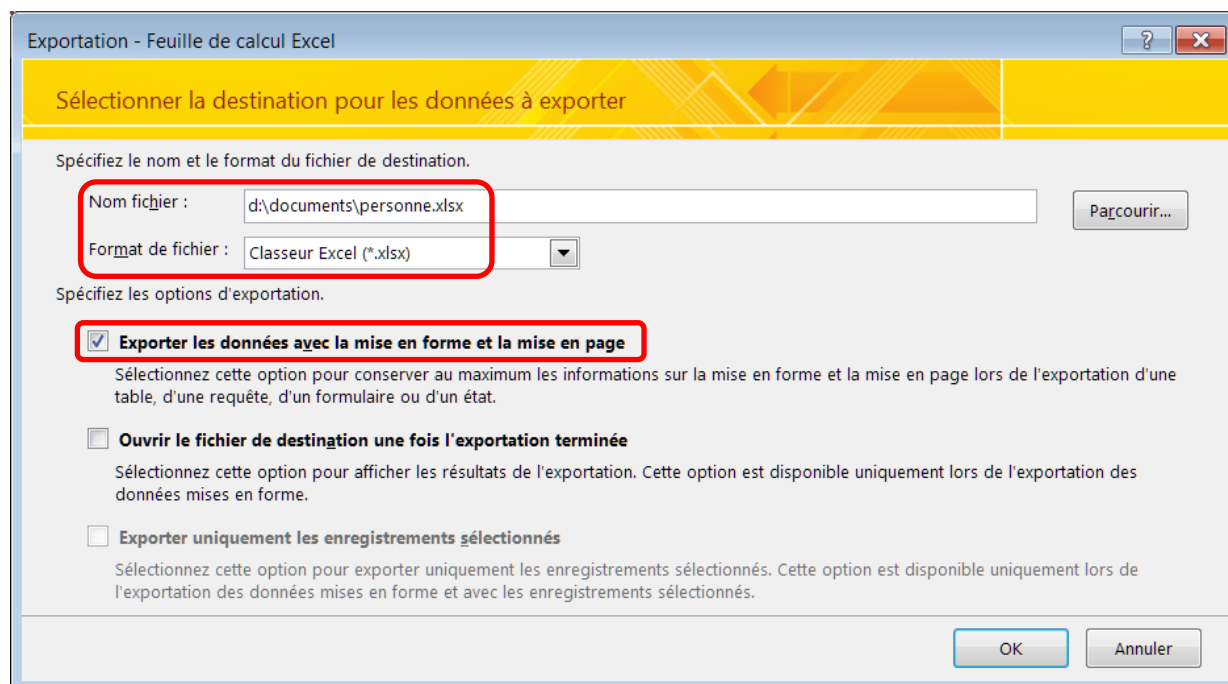 Exportation - Feuille de calcul Excel
Sélectionner la destination pour les données à exporter
Spécifiez le nom et le format du fichier de destination.
Nom fichier : d:\documents\personne.xlsx Parcourir...
Format de fichier : Classeur Excel (*.xlsx)
Spécifiez les options d'exportation.
Exporter les données avec la mise en forme et la mise en page
Sélectionnez cette option pour conserver au maximum les informations sur la mise en forme et la mise en page lors de l'exportation d'une
table, d'une requête, d'un formulaire ou d'un état.
Ouvrir le fichier de destination une fois l'exportation terminée
Sélectionnez cette option pour afficher les résultats de l'exportation. Cette option est disponible uniquement lors de l'exportation des
données mises en forme.
Exporter uniquement les enregistrements sélectionnés
Sélectionnez cette option pour exporter uniquement les enregistrements sélectionnés. Cette option est disponible uniquement lors de
l'exportation des données mises en forme et avec les enregistrements sélectionnés.
OK Annuler